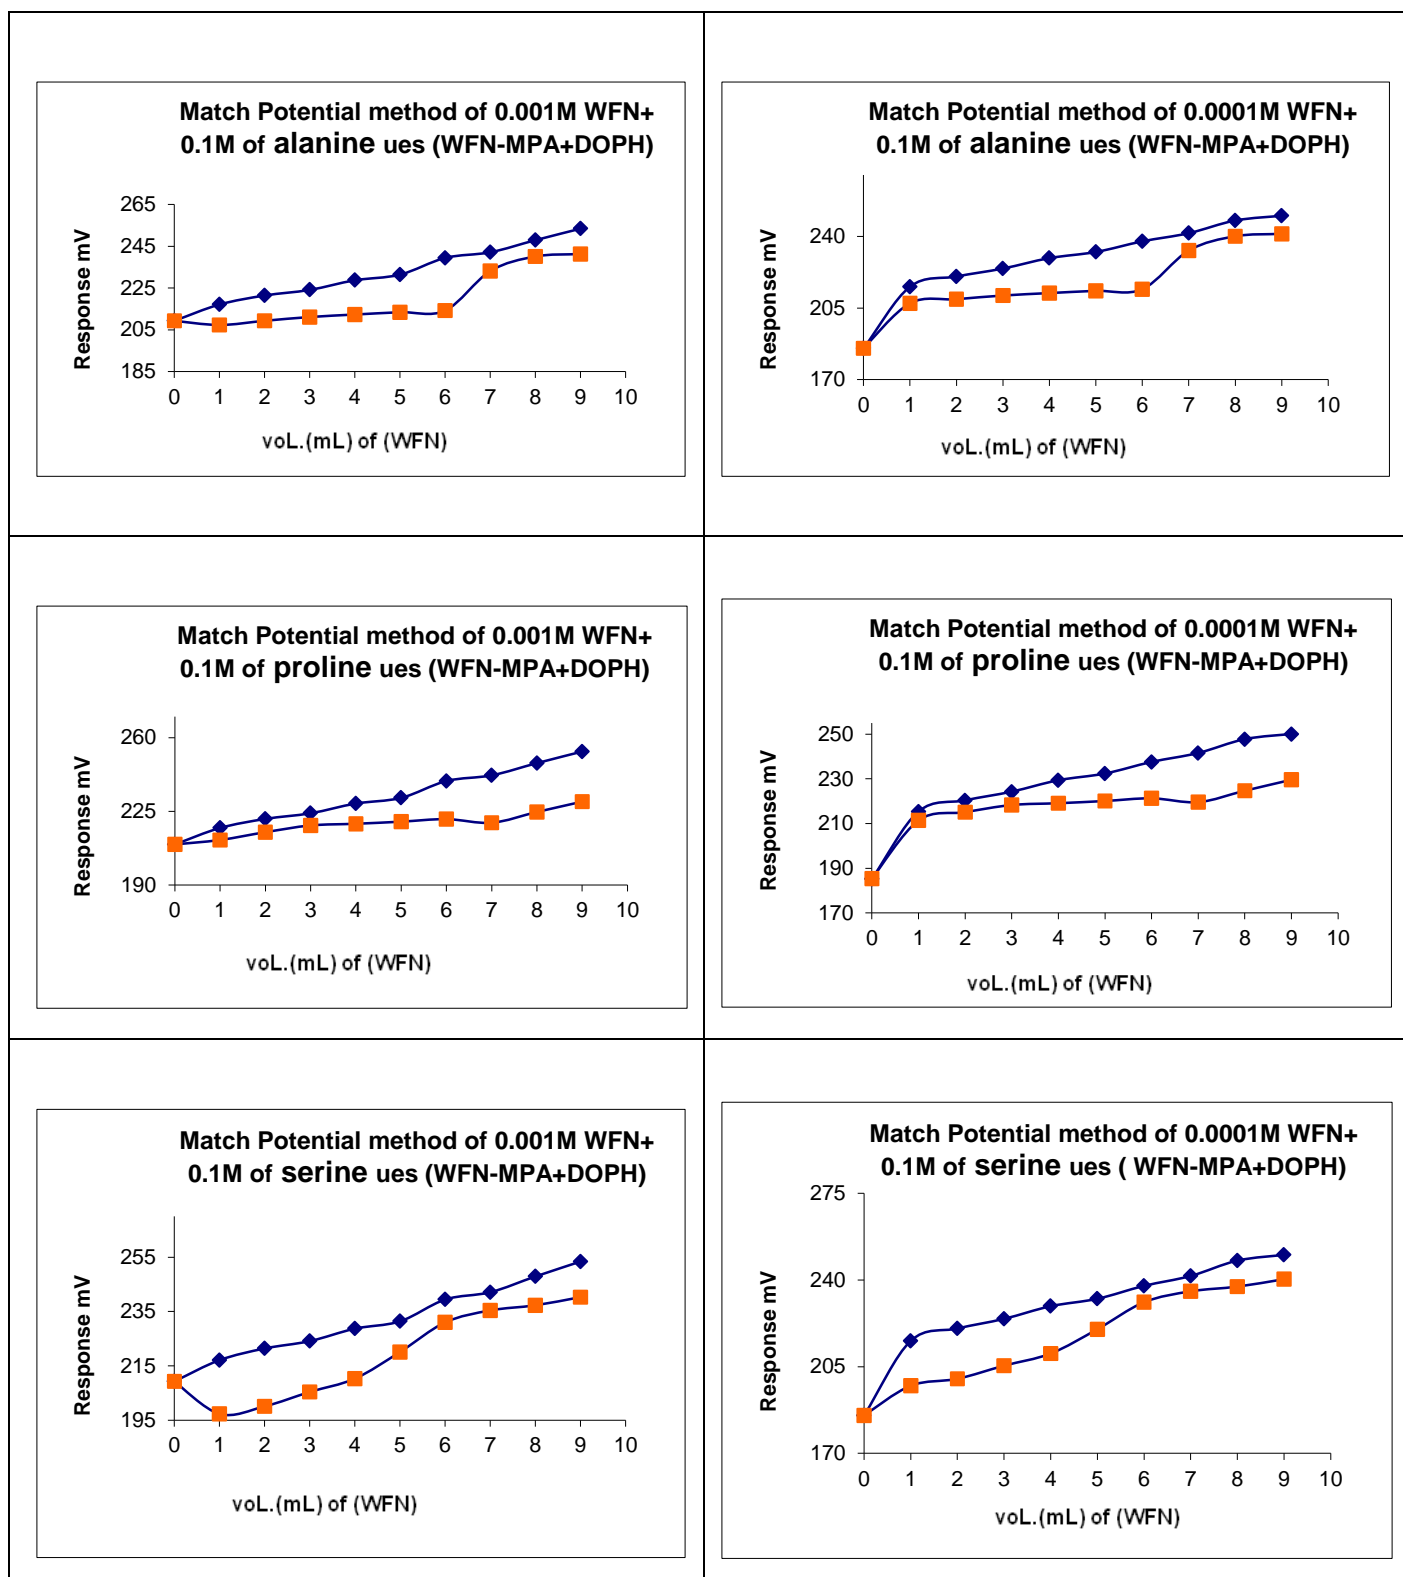 Match Potential method of 0.001M WFN+
0.1M of alanine ues (WFN-MPA+DOPH)
Response mV
265
245
225
205
185
0 1 2 3 4 5 6 7 8 9 10
voL.(mL) of (WFN)
Match Potential method of 0.0001M WFN+
0.1M of alanine ues (WFN-MPA+DOPH)
Response mV
240
205
170
0 1 2 3 4 5 6 7 8 9 10
voL.(mL) of (WFN)
Match Potential method of 0.001M WFN+
0.1M of proline ues (WFN-MPA+DOPH)
Response mV
260
225
190
0 1 2 3 4 5 6 7 8 9 10
voL.(mL) of (WFN)
Match Potential method of 0.0001M WFN+
0.1M of proline ues (WFN-MPA+DOPH)
Response mV
250
230
210
190
170
0 1 2 3 4 5 6 7 8 9 10
voL.(mL) of (WFN)
Match Potential method of 0.001M WFN+
0.1M of serine ues (WFN-MPA+DOPH)
Response mV
255
235
215
195
0 1 2 3 4 5 6 7 8 9 10
voL.(mL) of (WFN)
Match Potential method of 0.0001M WFN+
0.1M of serine ues ( WFN-MPA+DOPH)
Response mV
275
240
205
170
0 1 2 3 4 5 6 7 8 9 10
voL.(mL) of (WFN)